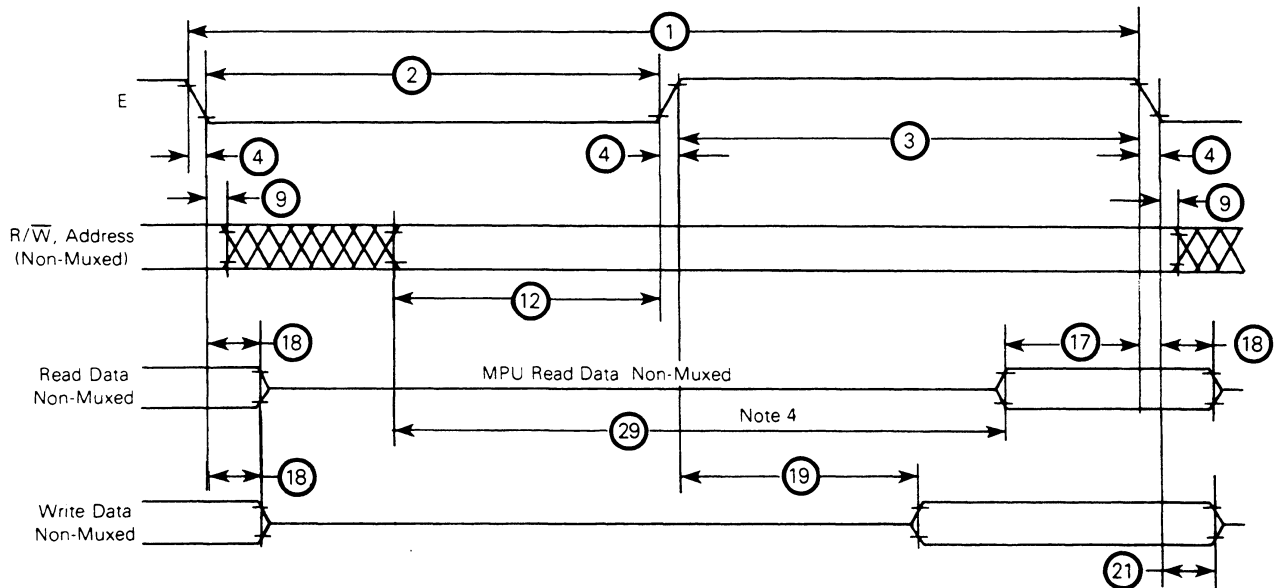 1
2
E
3
4
4
4
9
9
R/W̅, Address
(Non-Muxed)
12
18
17
18
Read Data
Non-Muxed
MPU Read Data Non-Muxed
Note 4
29
18
19
Write Data
Non-Muxed
21